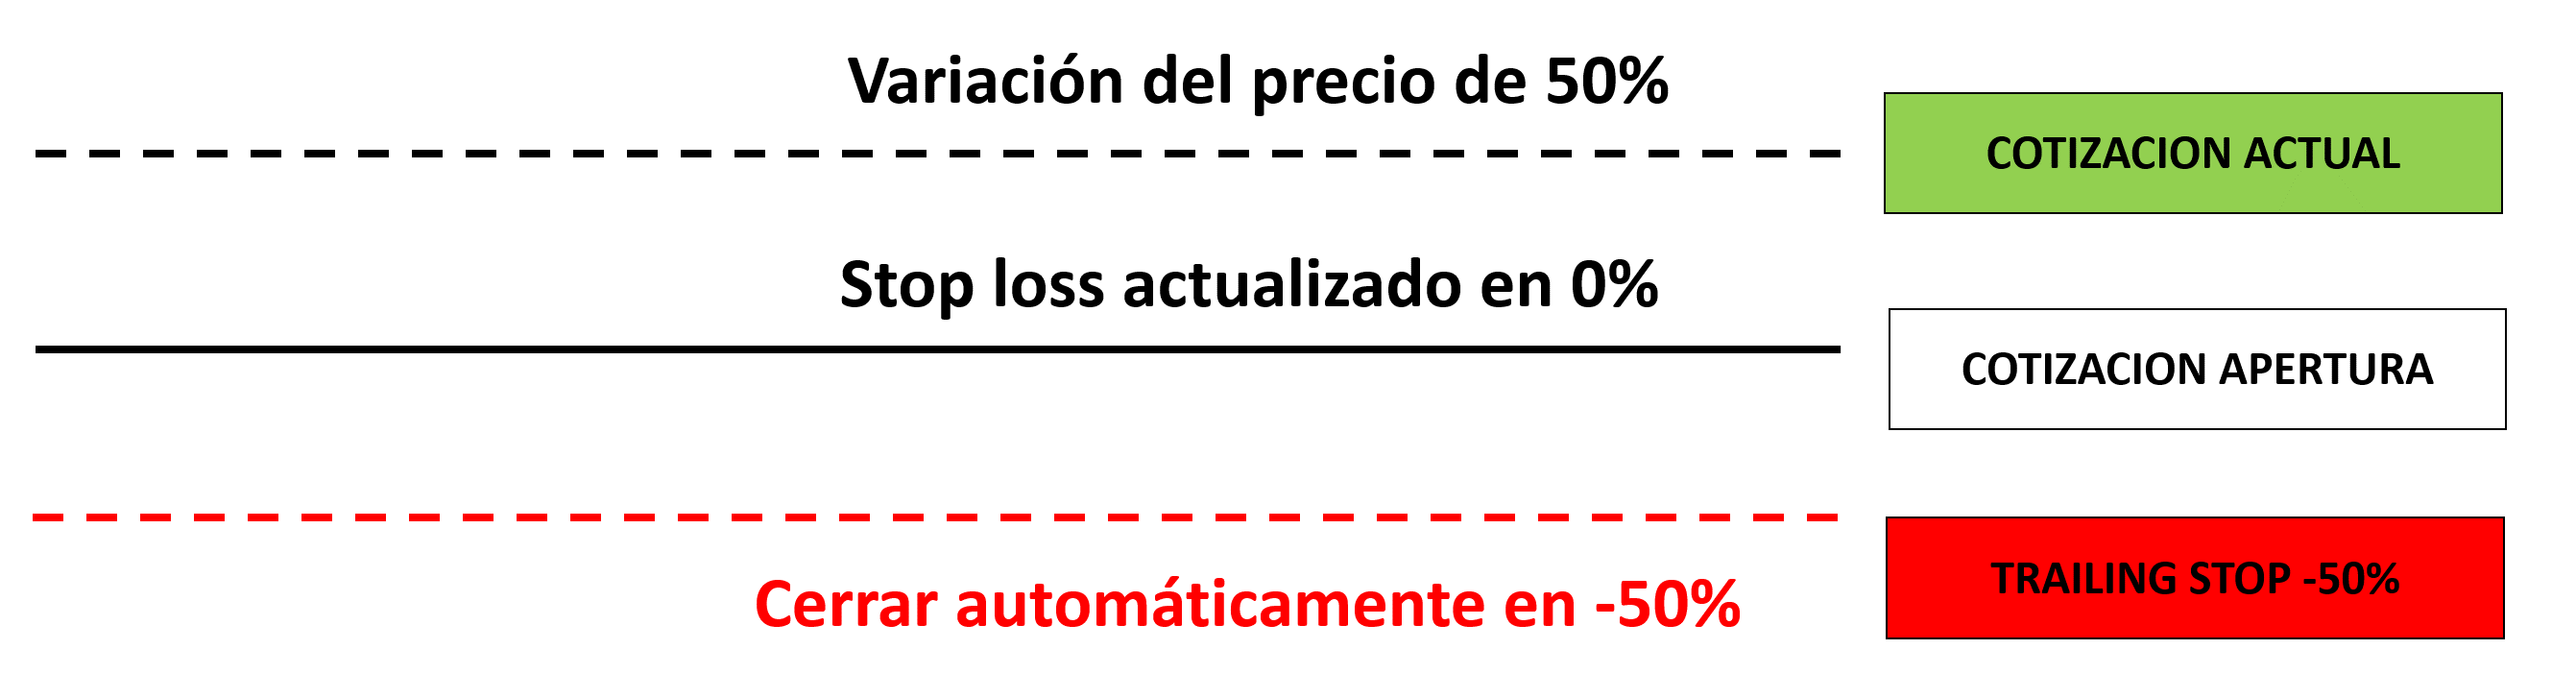 Variación del precio de 50%
COTIZACION ACTUAL
Stop loss actualizado en 0%
COTIZACION APERTURA
TRAILING STOP -50%
Cerrar automáticamente en -50%